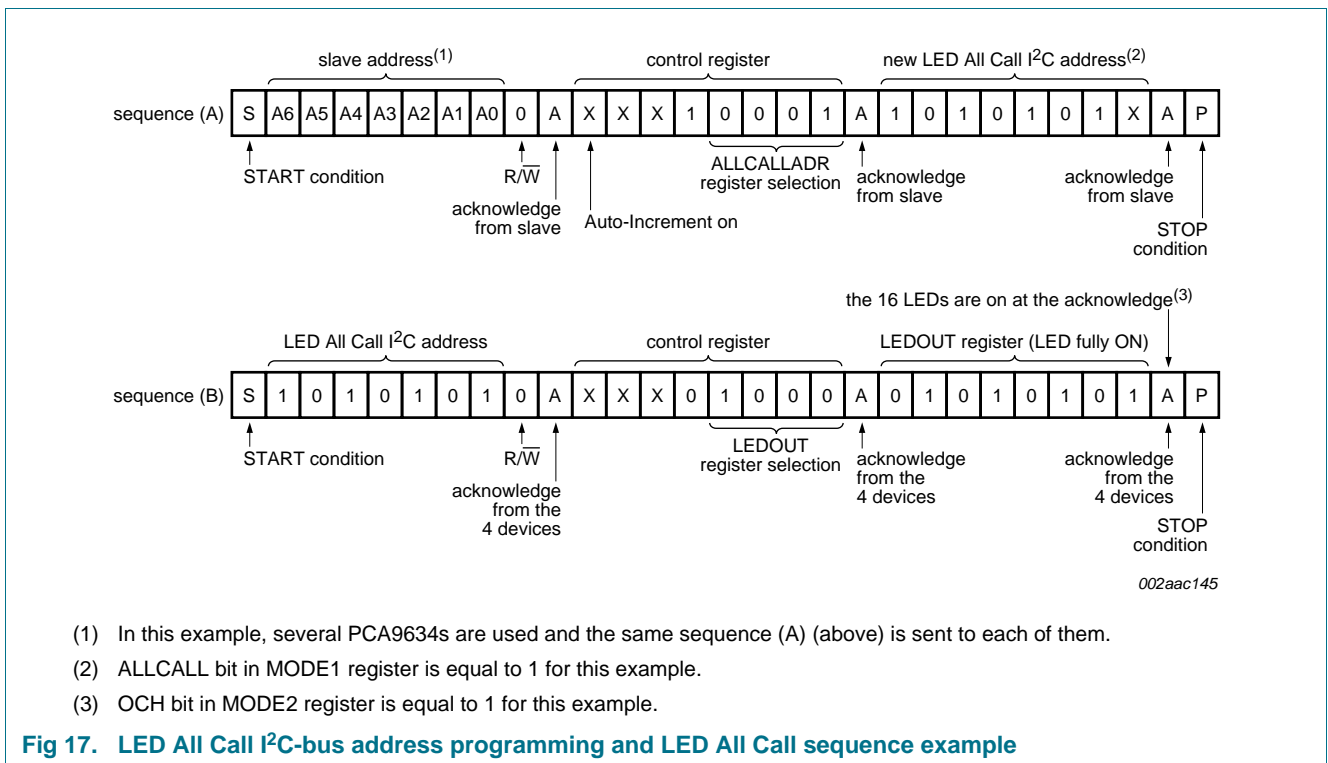 slave address(1) control register new LED All Call I2C address(2)
sequence (A) S A6 A5 A4 A3 A2 A1 A0 0 A X X X 1 0 0 0 1 A 1 0 1 0 1 0 1 X A P
START condition
R/W
acknowledge
from slave
Auto-Increment on
ALLCALLADR
register selection
acknowledge
from slave
acknowledge
from slave
STOP
condition
the 16 LEDs are on at the acknowledge(3)
LED All Call I2C address control register LEDOUT register (LED fully ON)
sequence (B) S 1 0 1 0 1 0 1 0 A X X X 0 1 0 0 0 A 0 1 0 1 0 1 0 1 A P
START condition
R/W
acknowledge
from the
4 devices
LEDOUT
register selection
acknowledge
from the
4 devices
acknowledge
from the
4 devices
STOP
condition
002aac145
(1) In this example, several PCA9634s are used and the same sequence (A) (above) is sent to each of them.
(2) ALLCALL bit in MODE1 register is equal to 1 for this example.
(3) OCH bit in MODE2 register is equal to 1 for this example.
Fig 17. LED All Call I2C-bus address programming and LED All Call sequence example